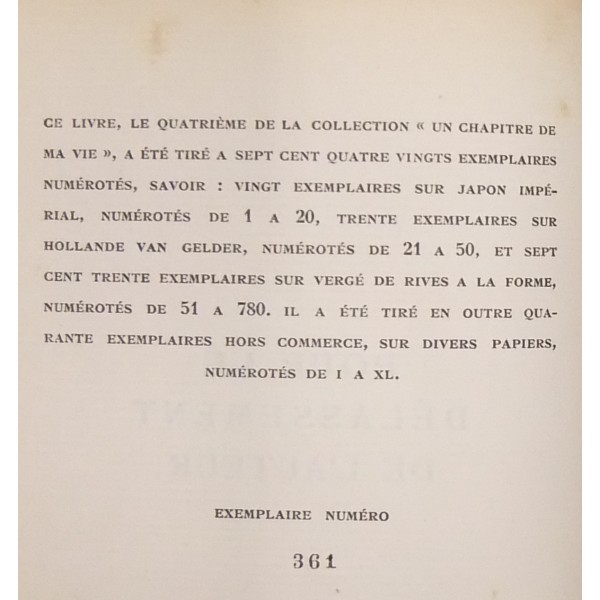 CE LIVRE, LE QUATRIÈME DE LA COLLECTION « UN CHAPITRE DE
MA VIE », A ÉTÉ TIRÉ A SEPT CENT QUATRE VINGTS EXEMPLAIRES
NUMÉROTÉS, SAVOIR : VINGT EXEMPLAIRES SUR JAPON IMPÉ-
RIAL, NUMÉROTÉS DE 1 A 20, TRENTE EXEMPLAIRES SUR
HOLLANDE VAN GELDER, NUMÉROTÉS DE 21 A 50, ET SEPT
CENT TRENTE EXEMPLAIRES SUR VERGÉ DE RIVES A LA FORME,
NUMÉROTÉS DE 51 A 780. IL A ÉTÉ TIRÉ EN OUTRE QUA-
RANTE EXEMPLAIRES HORS COMMERCE, SUR DIVERS PAPIERS,
NUMÉROTÉS DE I A XL.
DÉLASSEMENT
DE L'AUTEUR
EXEMPLAIRE NUMÉRO
361